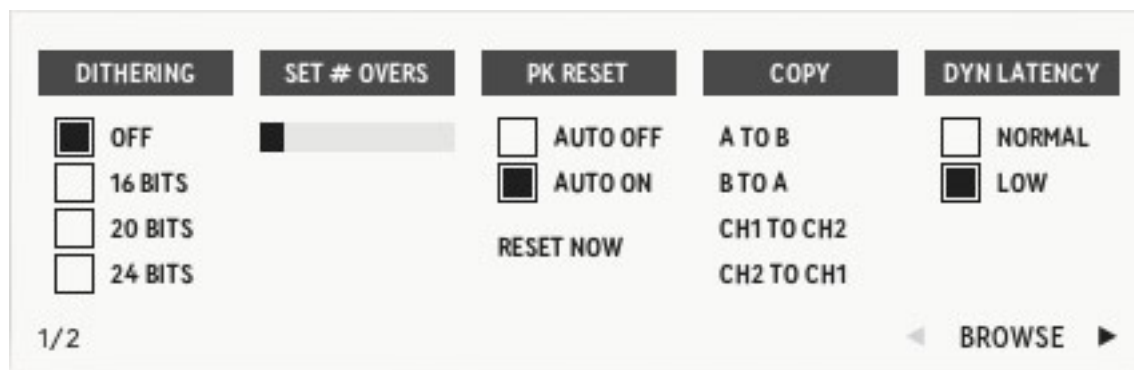 DITHERING
OFF
16 BITS
20 BITS
24 BITS
SET # OVERS
PK RESET
AUTO OFF
AUTO ON
RESET NOW
COPY
A TO B
B TO A
CH1 TO CH2
CH2 TO CH1
DYN LATENCY
NORMAL
LOW
1/2
BROWSE